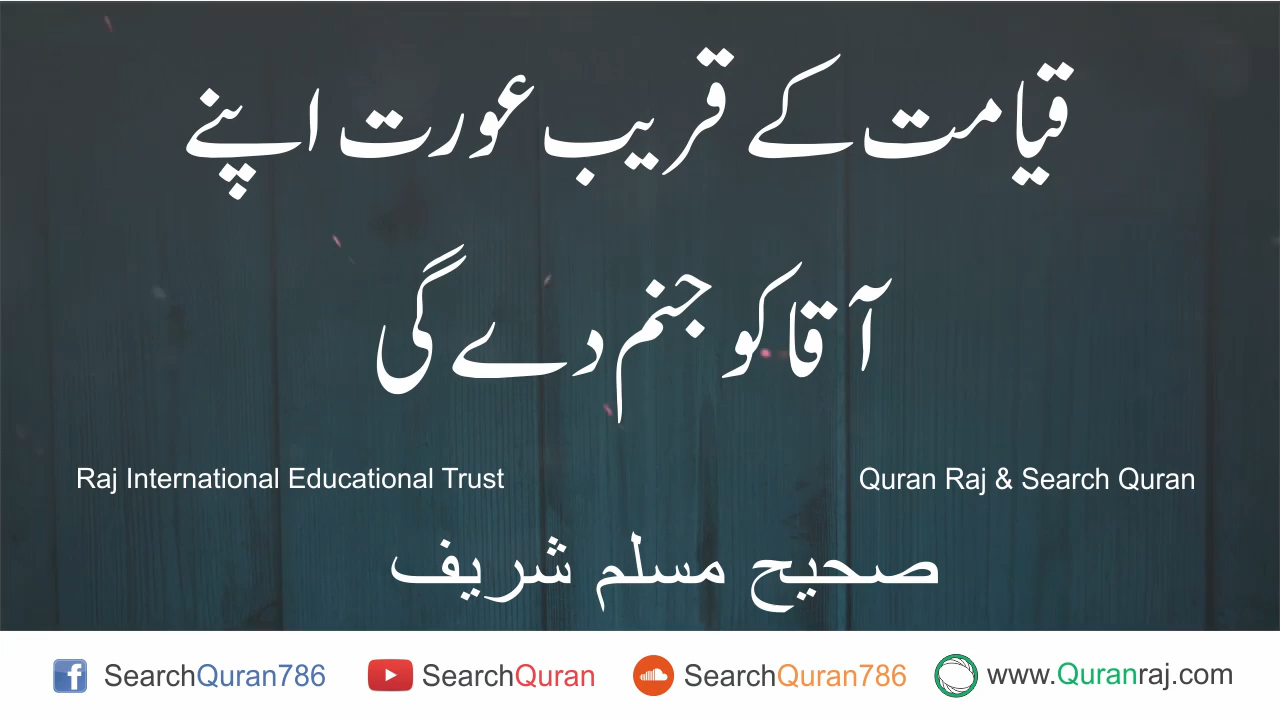 قیامت کے قریب عورت اپنے
آقا کو جنم دے گی
Raj International Educational Trust
Quran Raj & Search Quran
صحیح مسلم شریف
SearchQuran786
SearchQuran
SearchQuran786
www.Quranraj.com